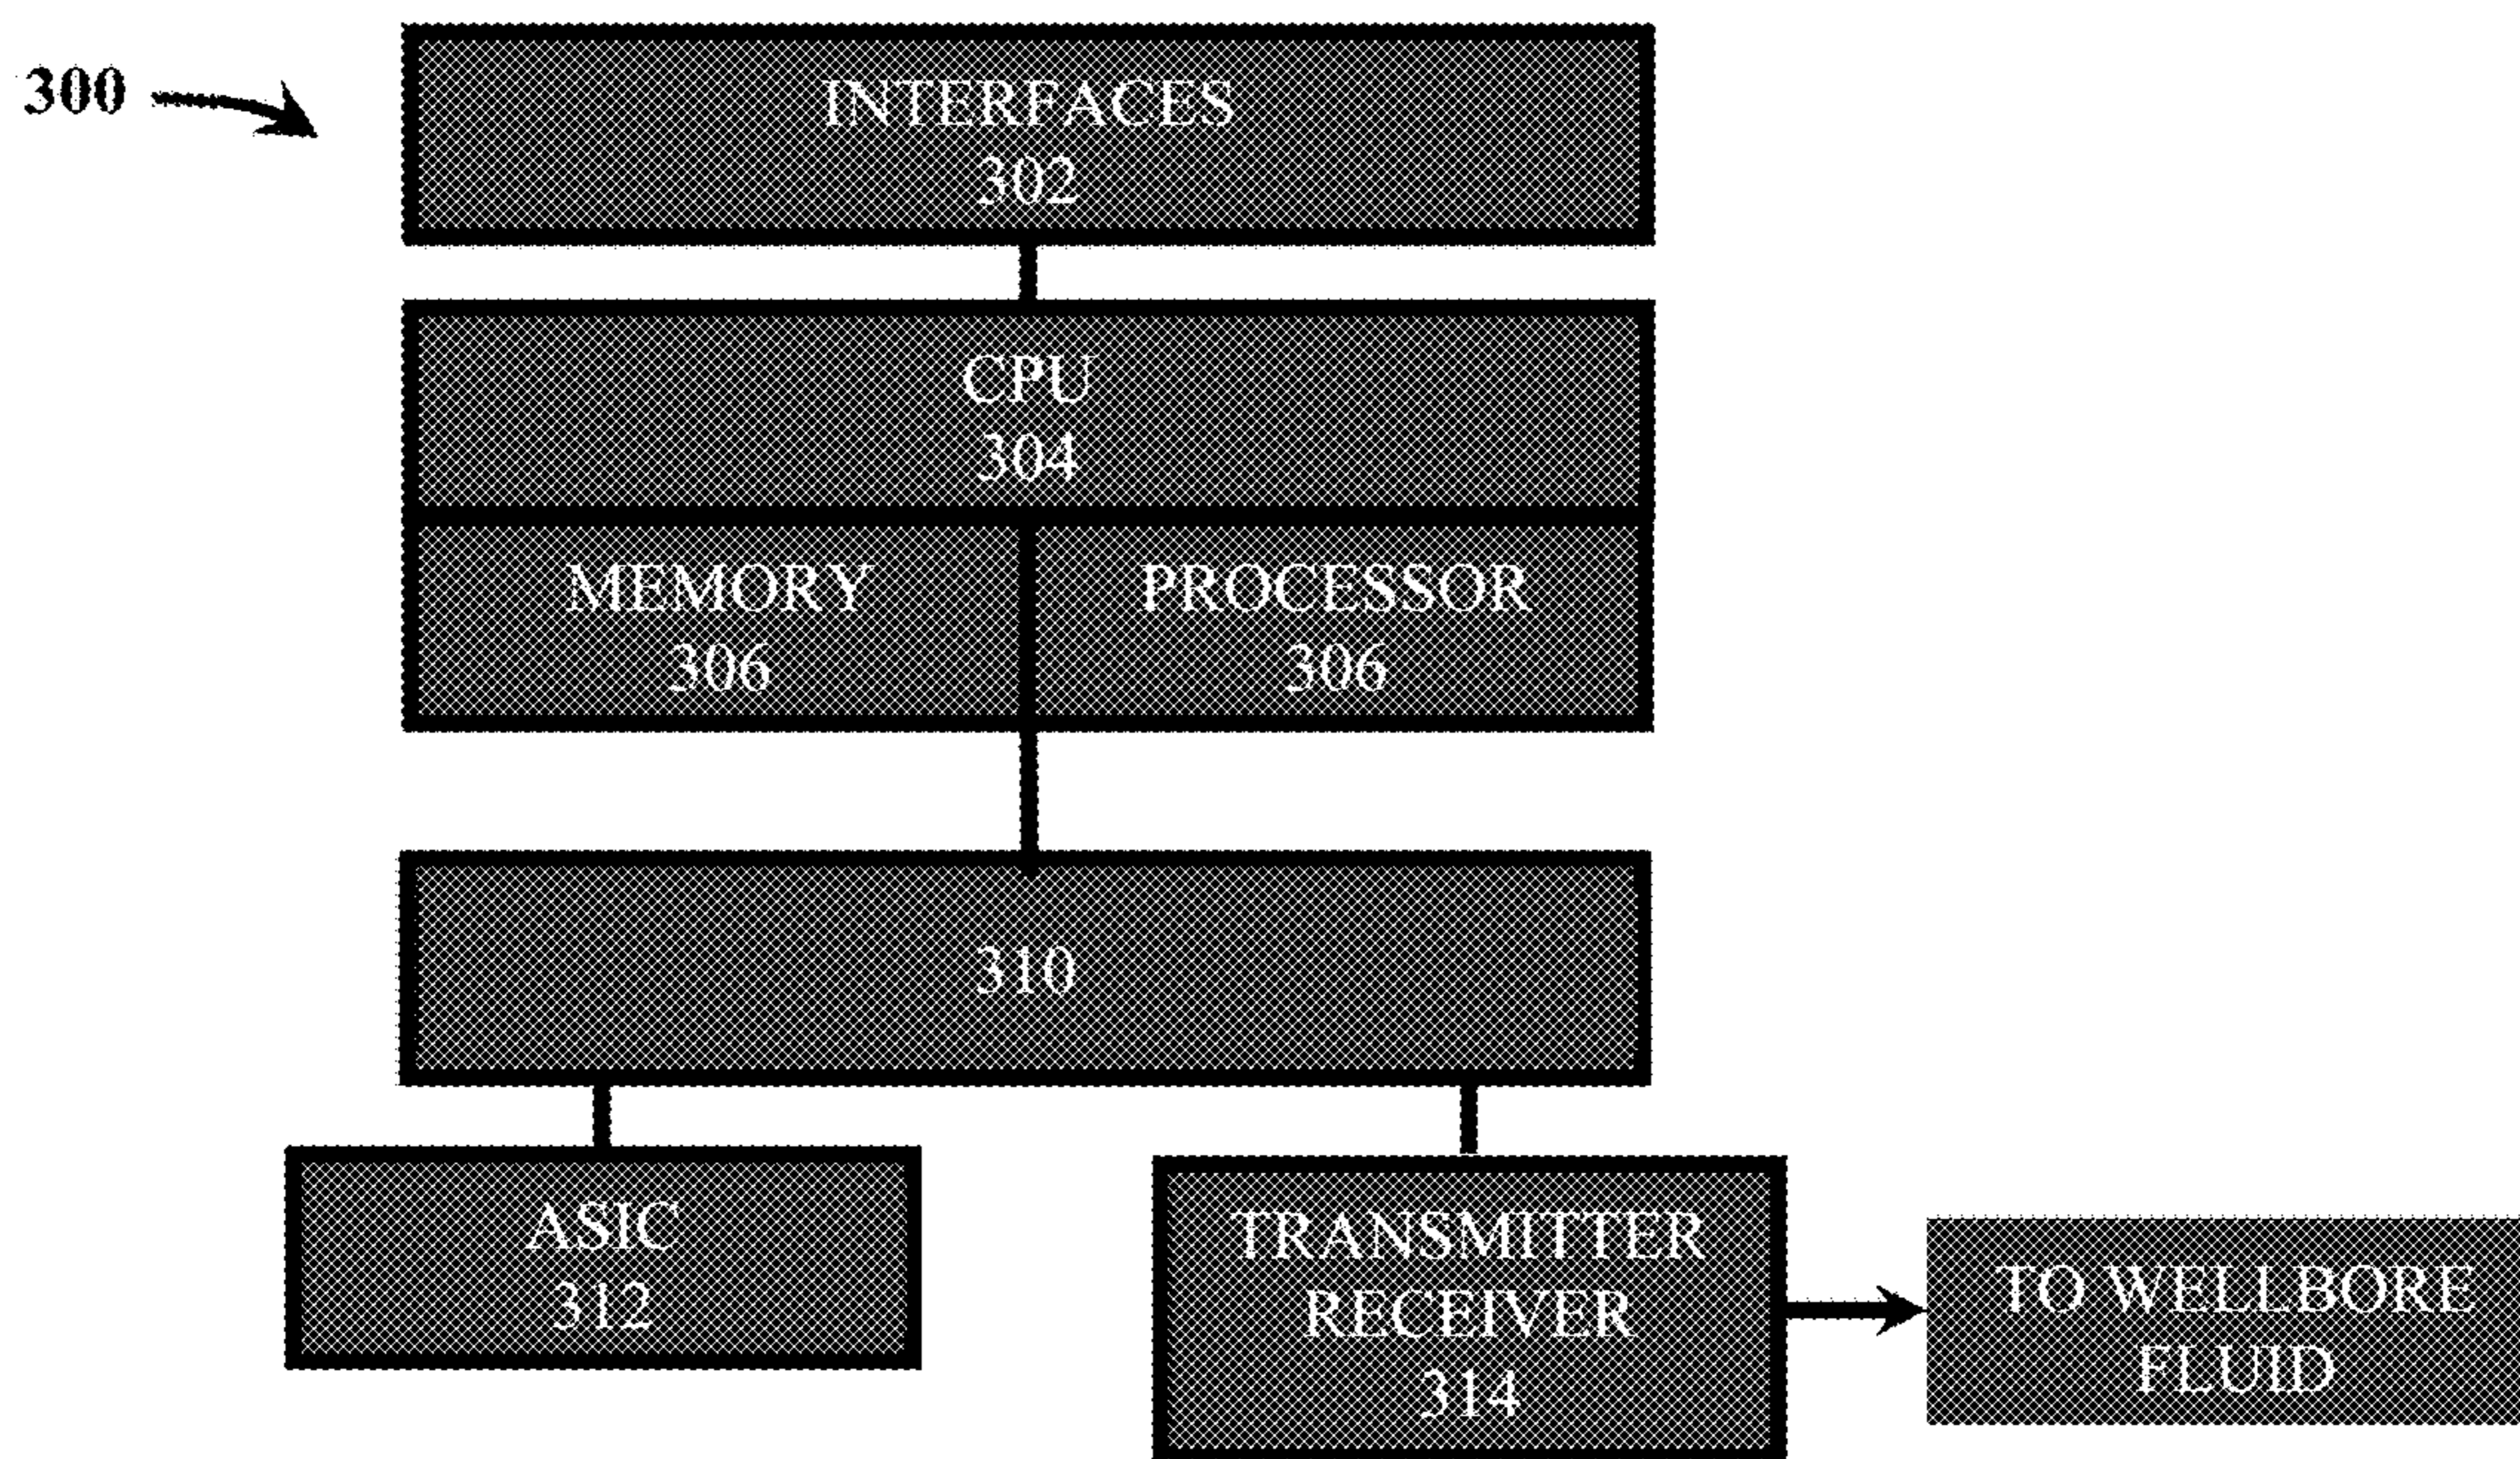 300
INTERFACES
302
CPU
304
MEMORY
306
PROCESSOR
306
310
ASIC
312
TRANSMITTER
RECEIVER
314
TO WELLBORE
FLUID